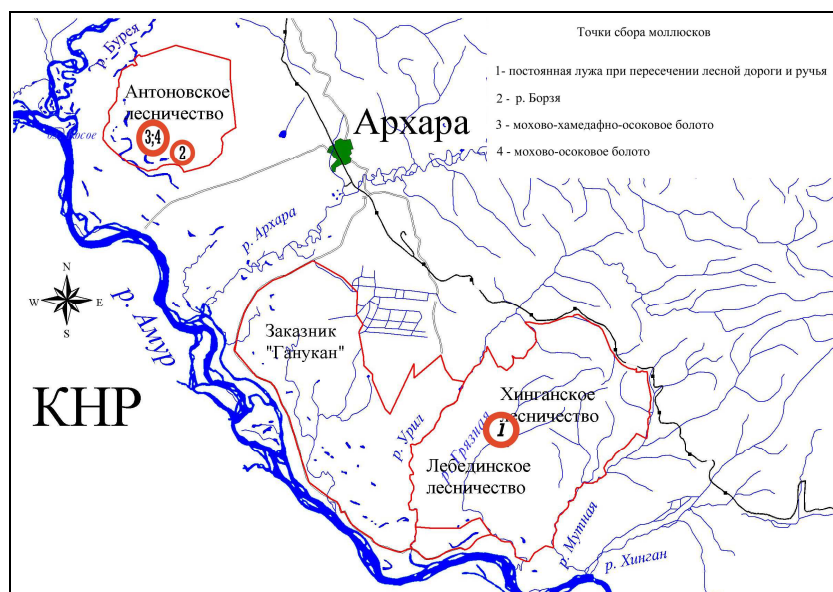 Точки сбора моллюсков
1- постоянная лужа при пересечении лесной дороги и ручья
2 - р. Борзя
3 - мохово-хамедафно-осоковое болото
4 - мохово-осоковое болото
р. Бурея
Антоновское
лесничество
3;4
2
Архара
р. Архара
N
W
E
S
р. Амур
КНР
Заказник
"Ганукан"
р. Урил
р. Грязная
Хинганское
лесничество
1
Лебединское
лесничество
р. Мутная
р. Хинган